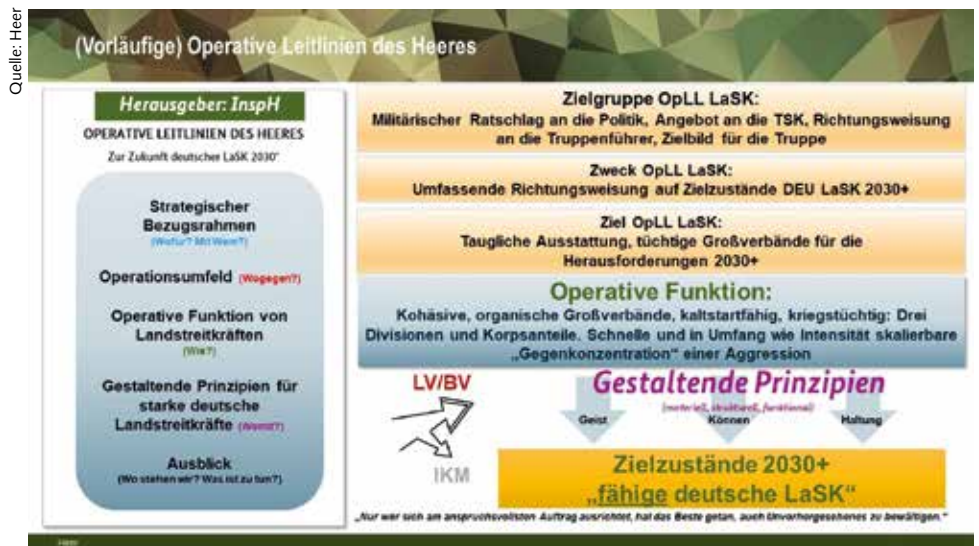 Quelle: Heer
(Vorläufige) Operative Leitlinien des Heeres
Herausgeber: InspH
OPERATIVE LEITLINIEN DES HEERES
Zur Zukunft deutscher LaSK 2030"
Strategischer
Bezugsrahmen
(Wofür? Mit Wem?)
Operationsumfeld (Wogegen?)
Operative Funktion von
Landstreitkräften
(Wie?)
Gestaltende Prinzipien für
starke deutsche
Landstreitkräfte (Womit?)
Ausblick
(Wo stehen wir? Was ist zu tun?)
Zielgruppe OpLL LaSK:
Militärischer Ratschlag an die Politik, Angebot an die TSK, Richtungsweisung
an die Truppenführer, Zielbild für die Truppe
Zweck OpLL LaSK:
Umfassende Richtungsweisung auf Zielzustände DEU LaSK 2030+
Ziel OpLL LaSK:
Taugliche Ausstattung, tüchtige Großverbände für die
Herausforderungen 2030+
Operative Funktion:
Kohäsive, organische Großverbände, kaltstartfähig, kriegstüchtig: Drei
Divisionen und Korpsanteile. Schnelle und in Umfang wie Intensität skalierbare
„Gegenkonzentration" einer Aggression
LV/BV
IKM
Gestaltende Prinzipien
(materiell, strukturell, funktional)
Geist Können Haltung
Zielzustände 2030+
„fähige deutsche LaSK"
„Nur wer sich am anspruchsvollsten Auftrag ausrichtet, hat das Beste getan, auch Unvorhergesehenes zu bewältigen."
Heer